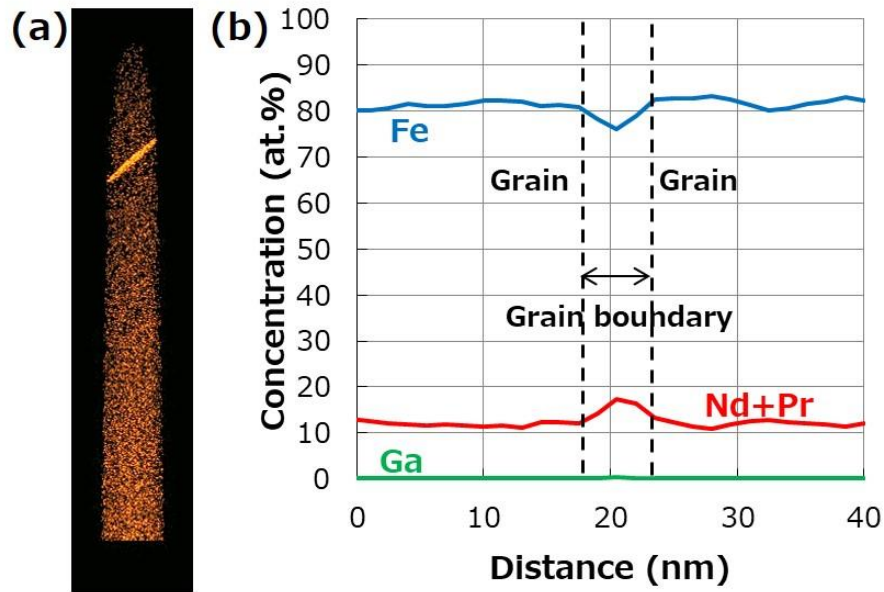 (a)
(b)
Concentration (at.%)
100
90
80
70
60
50
40
30
20
10
0
Fe
Grain
Grain
Grain boundary
Nd+Pr
Ga
0
10
20
30
40
Distance (nm)